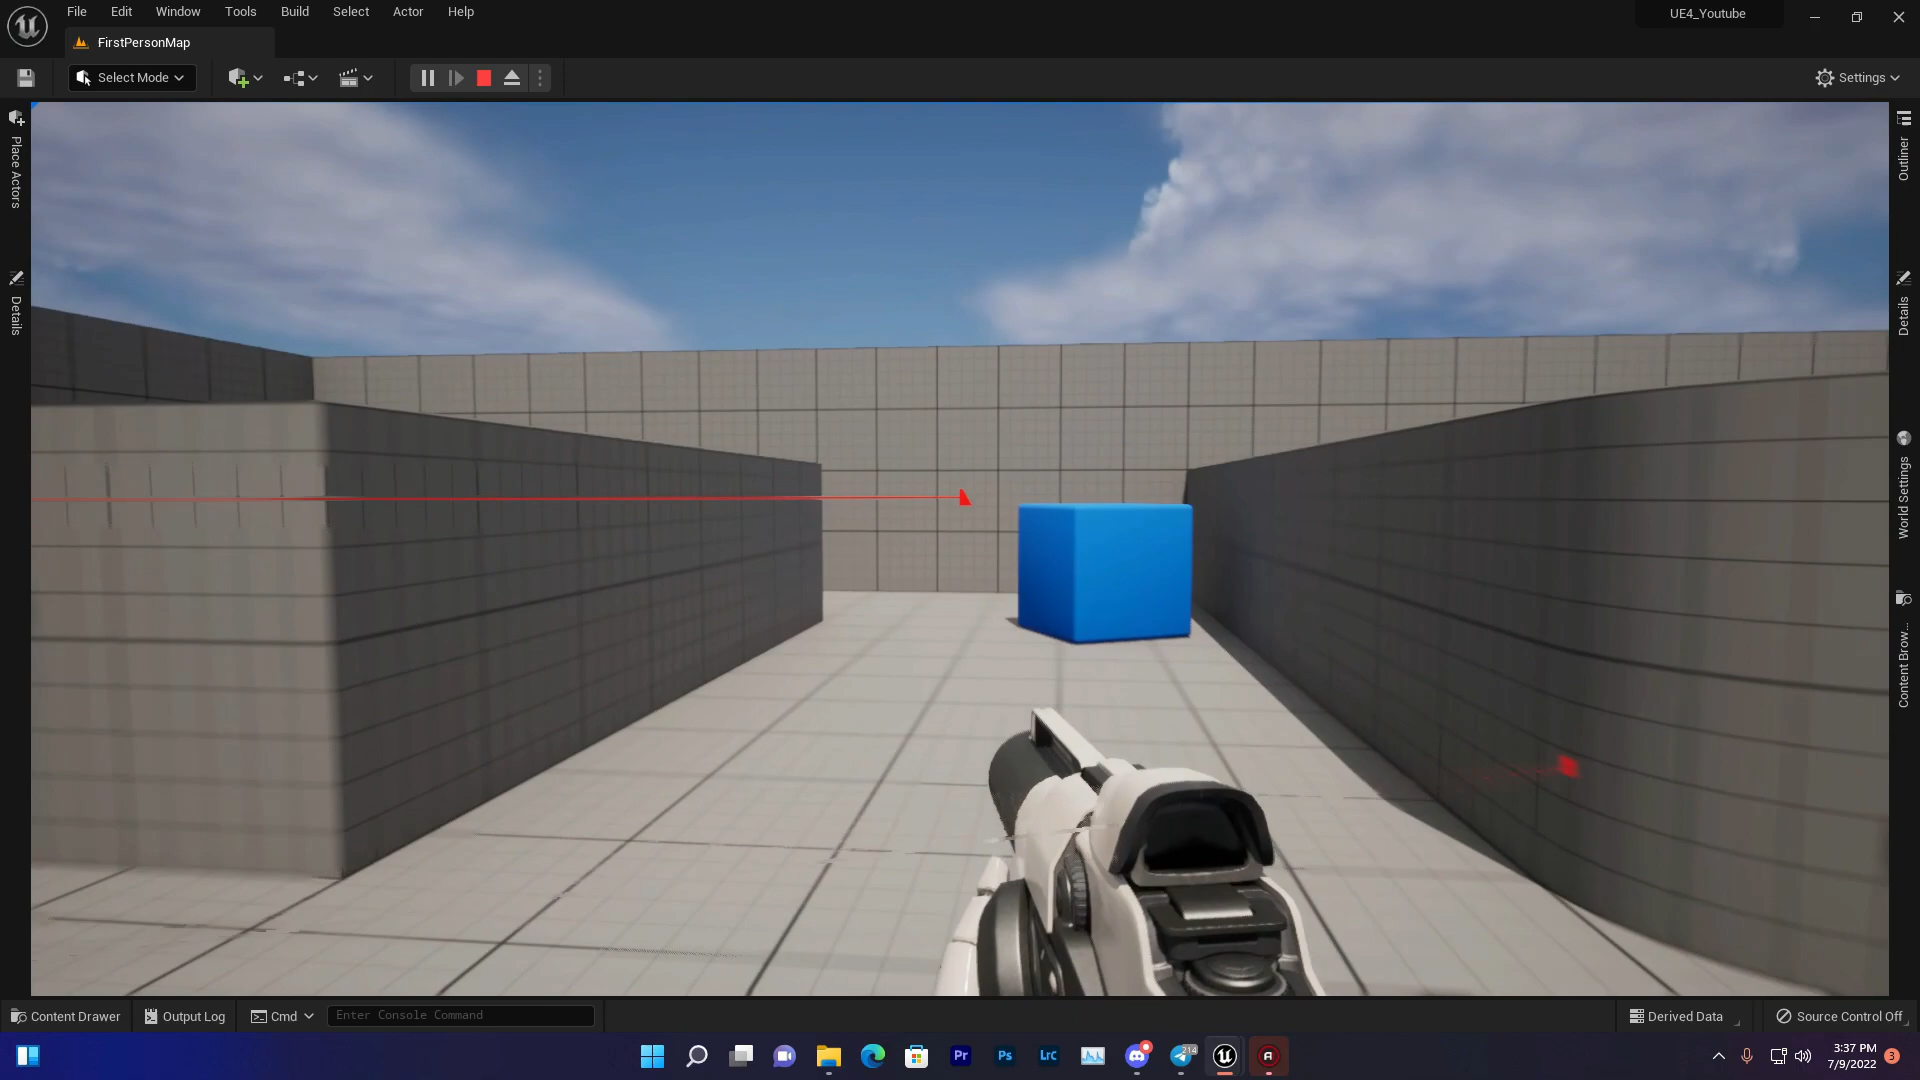 File Edit Window Tools Build Select Actor Help
UE4_Youtube
FirstPersonMap
Select Mode
Settings
Place Actors
Details
Outliner
Details
World Settings
Content Brow...
Content Drawer
Output Log
Cmd
Enter Console Command
Derived Data
Source Control Off
Pr
Ps
LrC
214
A
3:37 PM
7/9/2022
3